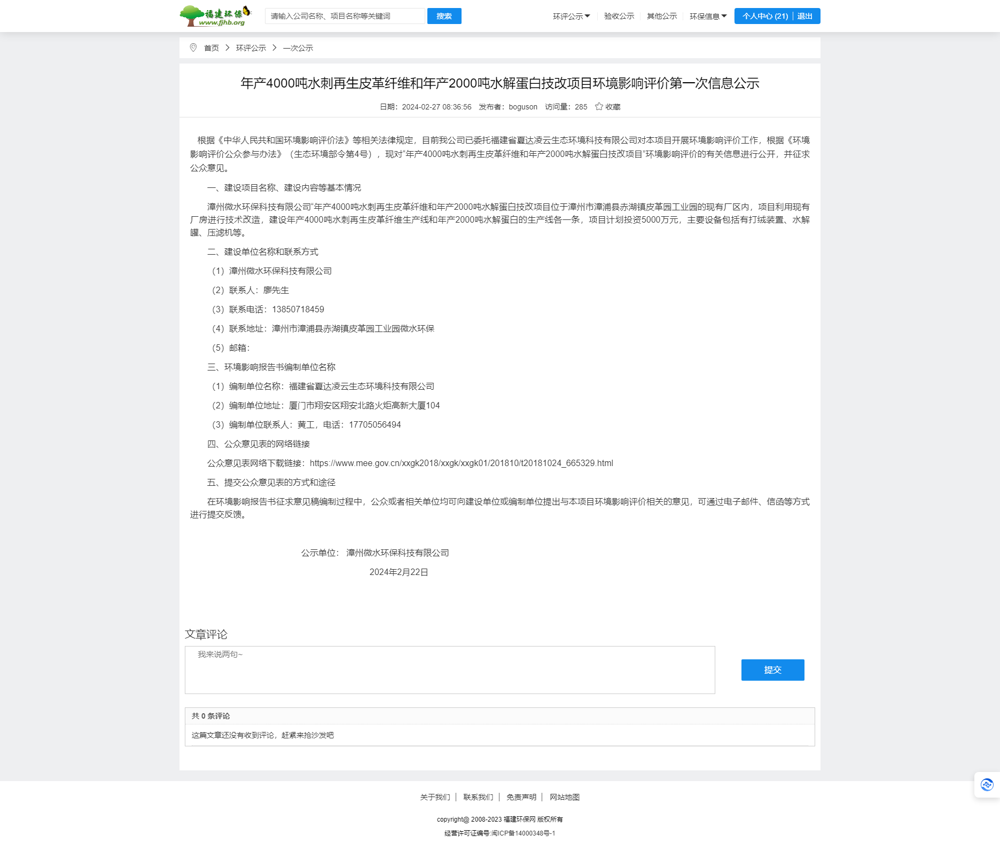 福建环保
www.fjhb.org
请输入公司名称、项目名称等关键词
搜索
环评公示
验收公示
其他公示
环保信息
个人中心 (21)
退出
首页 > 环评公示 > 一次公示
年产4000吨水刺再生皮革纤维和年产2000吨水解蛋白技改项目环境影响评价第一次信息公示
日期：2024-02-27 08:36:56 发布者：boguson 访问量：285 收藏
根据《中华人民共和国环境影响评价法》等相关法律规定，目前我公司已委托福建省夏达凌云生态环境科技有限公司对本项目开展环境影响评价工作，根据《环境
影响评价公众参与办法》（生态环境部令第4号），现对“年产4000吨水刺再生皮革纤维和年产2000吨水解蛋白技改项目”环境影响评价的有关信息进行公开，并征求
公众意见。
一、建设项目名称、建设内容等基本情况
漳州微水环保科技有限公司“年产4000吨水刺再生皮革纤维和年产2000吨水解蛋白技改项目位于漳州市漳浦县赤湖镇皮革园工业园的现有厂区内，项目利用现有
厂房进行技术改造，建设年产4000吨水刺再生皮革纤维生产线和年产2000吨水解蛋白的生产线各一条，项目计划投资5000万元，主要设备包括有打绒装置、水解
罐、压滤机等。
二、建设单位名称和联系方式
（1）漳州微水环保科技有限公司
（2）联系人：廖先生
（3）联系电话：13850718459
（4）联系地址：漳州市漳浦县赤湖镇皮革园工业园微水环保
（5）邮箱：
三、环境影响报告书编制单位名称
（1）编制单位名称：福建省夏达凌云生态环境科技有限公司
（2）编制单位地址：厦门市翔安区翔安北路火炬高新大厦104
（3）编制单位联系人：黄工，电话：17705056494
四、公众意见表的网络链接
公众意见表网络下载链接：https://www.mee.gov.cn/xxgk2018/xxgk/xxgk01/201810/t20181024_665329.html
五、提交公众意见表的方式和途径
在环境影响报告书征求意见稿编制过程中，公众或者相关单位均可向建设单位或编制单位提出与本项目环境影响评价相关的意见，可通过电子邮件、信函等方式
进行提交反馈。
公示单位： 漳州微水环保科技有限公司
2024年2月22日
文章评论
我来说两句~
提交
共 0 条评论
这篇文章还没有收到评论，赶紧来抢沙发吧
关于我们 | 联系我们 | 免责声明 | 网站地图
copyright@ 2008-2023 福建环保网 版权所有
经营许可证编号:闽ICP备14000348号-1